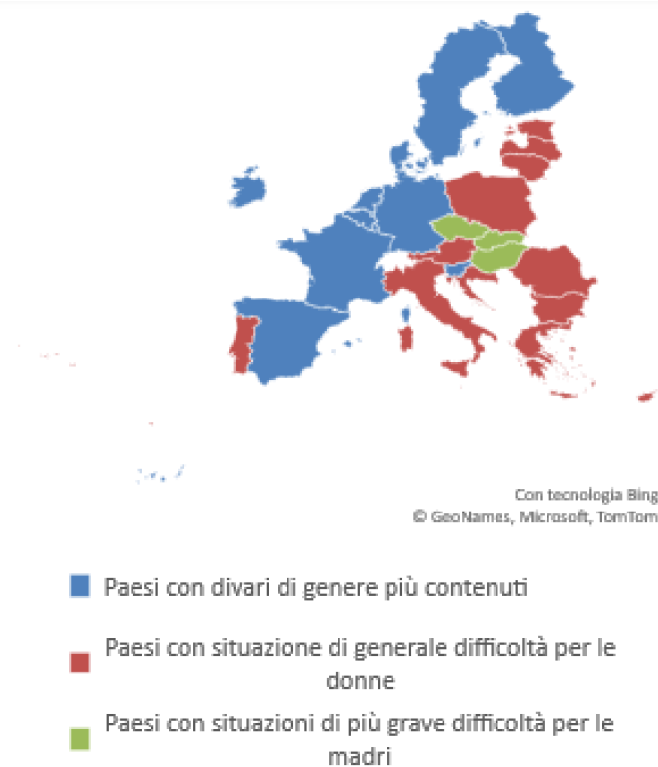 Con tecnologia Bing
© GeoNames, Microsoft, TomTom
Paesi con divari di genere più contenuti
Paesi con situazione di generale difficoltà per le
donne
Paesi con situazioni di più grave difficoltà per le
madri